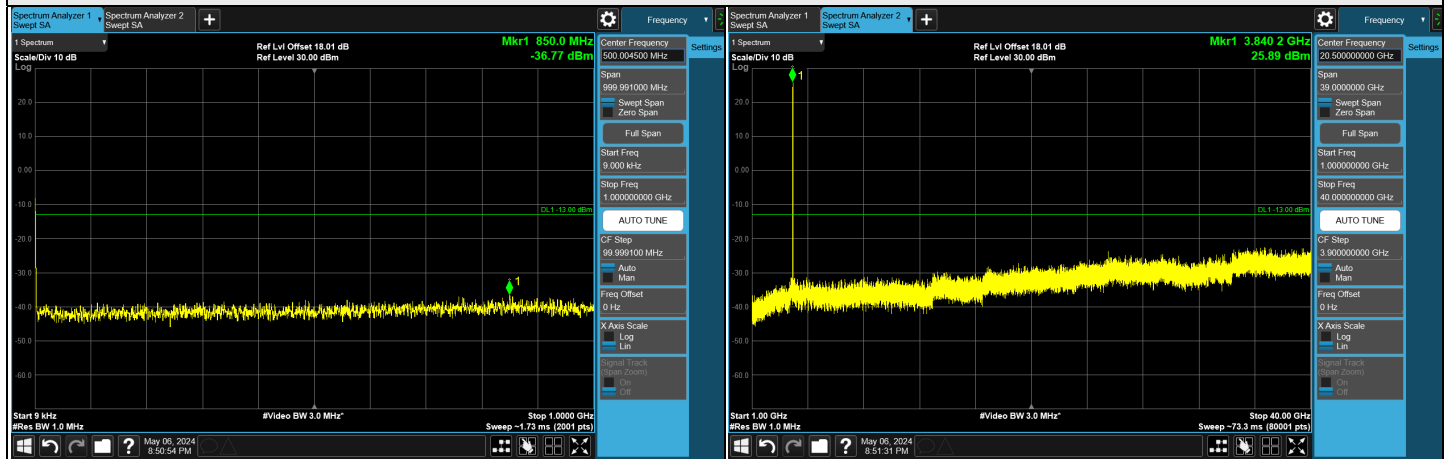 Spectrum Analyzer 1
Swept SA
Spectrum Analyzer 2
Swept SA
Frequency
1 Spectrum
Scale/Div 10 dB
Log
Ref Lvl Offset 18.01 dB
Ref Level 30.00 dBm
Mkr1 850.0 MHz
-36.77 dBm
20.0
10.0
0.00
-10.0
-20.0
-30.0
-40.0
-50.0
-60.0
1
DL1 -13.00 dBm
Start 9 kHz
#Res BW 1.0 MHz
#Video BW 3.0 MHz*
Stop 1.0000 GHz
Sweep ~1.73 ms (2001 pts)
Center Frequency
500.004500 MHz
Span
999.991000 MHz
Swept Span
Zero Span
Full Span
Start Freq
9.000 kHz
Stop Freq
1.000000000 GHz
AUTO TUNE
CF Step
99.999100 MHz
Auto
Man
Freq Offset
0 Hz
X Axis Scale
Log
Lin
Signal Track
(Span Zoom)
On
Off
Settings
?
May 06, 2024
8:50:54 PM
Spectrum Analyzer 1
Swept SA
Spectrum Analyzer 2
Swept SA
Frequency
1 Spectrum
Scale/Div 10 dB
Log
Ref Lvl Offset 18.01 dB
Ref Level 30.00 dBm
Mkr1 3.840 2 GHz
25.89 dBm
20.0
10.0
0.00
-10.0
-20.0
-30.0
-40.0
-50.0
-60.0
1
DL1 -13.00 dBm
Start 1.00 GHz
#Res BW 1.0 MHz
#Video BW 3.0 MHz*
Stop 40.00 GHz
Sweep ~73.3 ms (80001 pts)
Center Frequency
20.500000000 GHz
Span
39.0000000 GHz
Swept Span
Zero Span
Full Span
Start Freq
1.000000000 GHz
Stop Freq
40.000000000 GHz
AUTO TUNE
CF Step
3.900000000 GHz
Auto
Man
Freq Offset
0 Hz
X Axis Scale
Log
Lin
Signal Track
(Span Zoom)
On
Off
Settings
?
May 06, 2024
8:51:31 PM